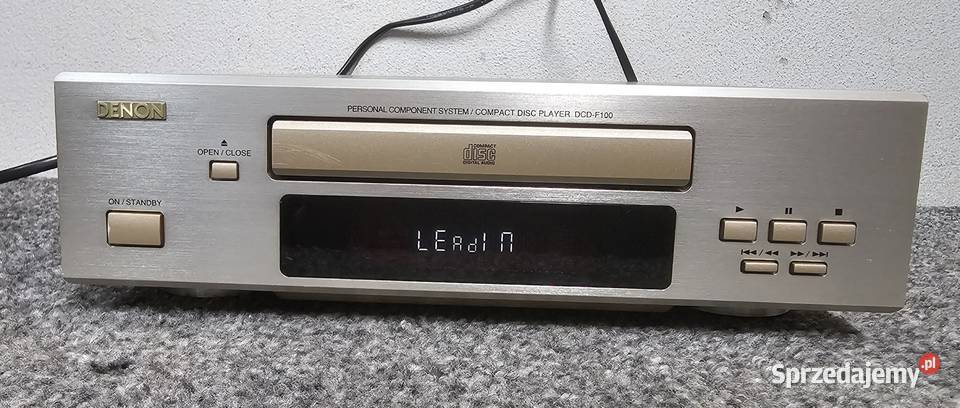 DENON
PERSONAL COMPONENT SYSTEM / COMPACT DISC PLAYER DCD-F100
OPEN / CLOSE
COMPACT
disc
DIGITAL AUDIO
ON / STANDBY
LEAdIN
Sprzedajemy.pl